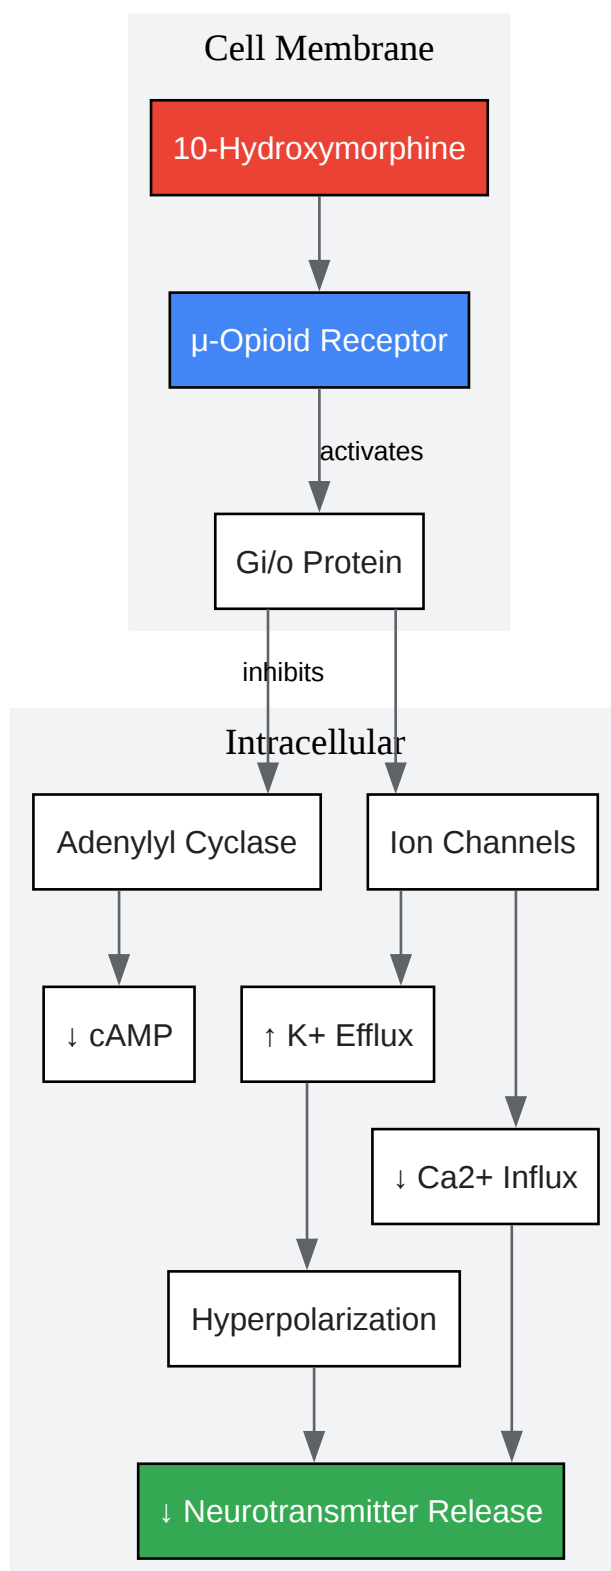 Cell Membrane
10-Hydroxymorphine
μ-Opioid Receptor
activates
Gi/o Protein
inhibits
Intracellular
Adenylyl Cyclase
Ion Channels
↓ cAMP
↑ K+ Efflux
↓ Ca2+ Influx
Hyperpolarization
↓ Neurotransmitter Release